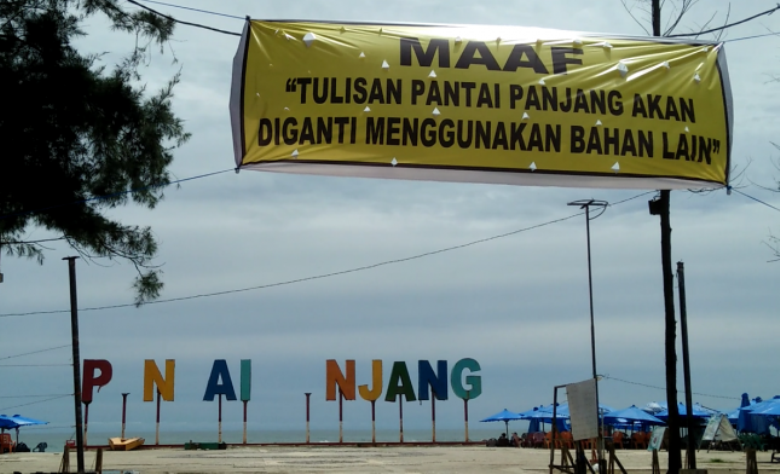 MAAF
"TULISAN PANTAI PANJANG AKAN
DIGANTI MENGGUNAKAN BAHAN LAIN"
P N AI NJANG